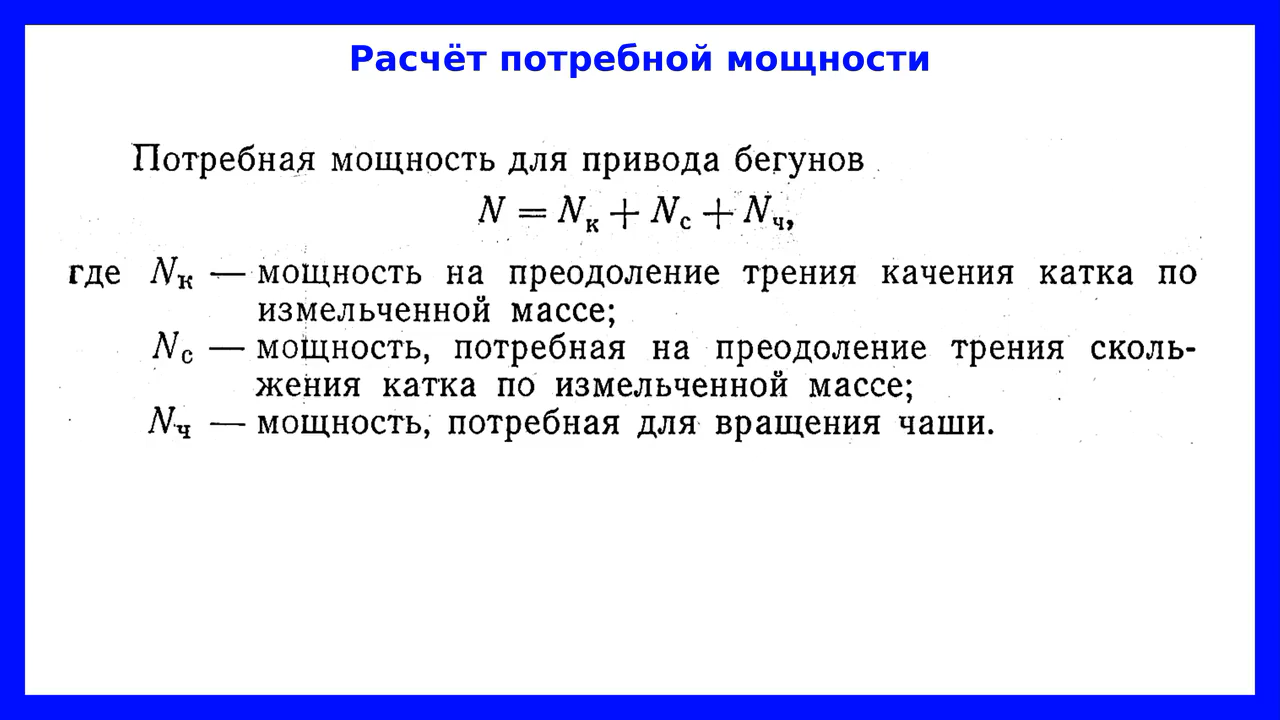 Расчёт потребной мощности
Потребная мощность для привода бегунов
N = Nк + Nс + Nч,
где Nк — мощность на преодоление трения качения катка по
измельченной массе;
Nс — мощность, потребная на преодоление трения сколь-
жения катка по измельченной массе;
Nч — мощность, потребная для вращения чаши.